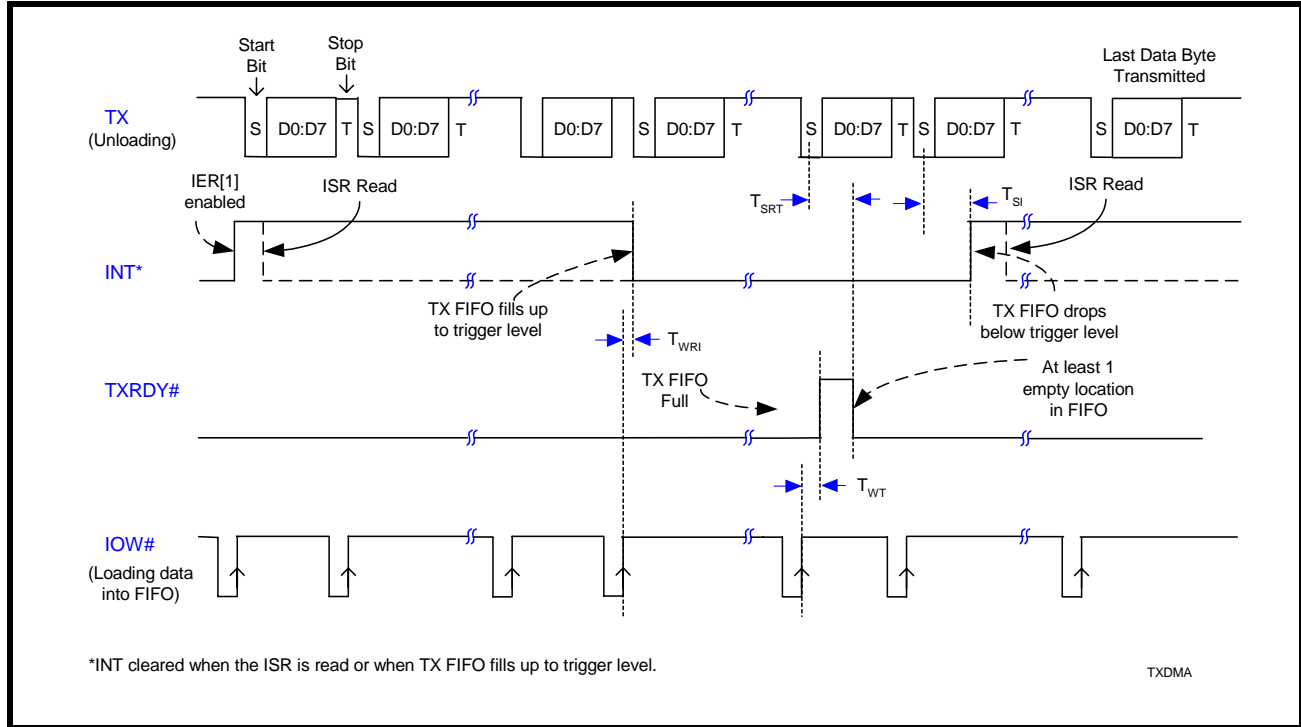 Start
Bit
Stop
Bit
Last Data Byte
Transmitted
TX
(Unloading)
S D0:D7 T S D0:D7 T D0:D7 S D0:D7 T S D0:D7 T S D0:D7 T S D0:D7 T
IER[1]
enabled
ISR Read
TSRT
TSI
ISR Read
INT*
TX FIFO fills up
to trigger level
TX FIFO drops
below trigger level
TWRI
TXRDY#
TX FIFO
Full
At least 1
empty location
in FIFO
TWT
IOW#
(Loading data
into FIFO)
*INT cleared when the ISR is read or when TX FIFO fills up to trigger level.
TXDMA